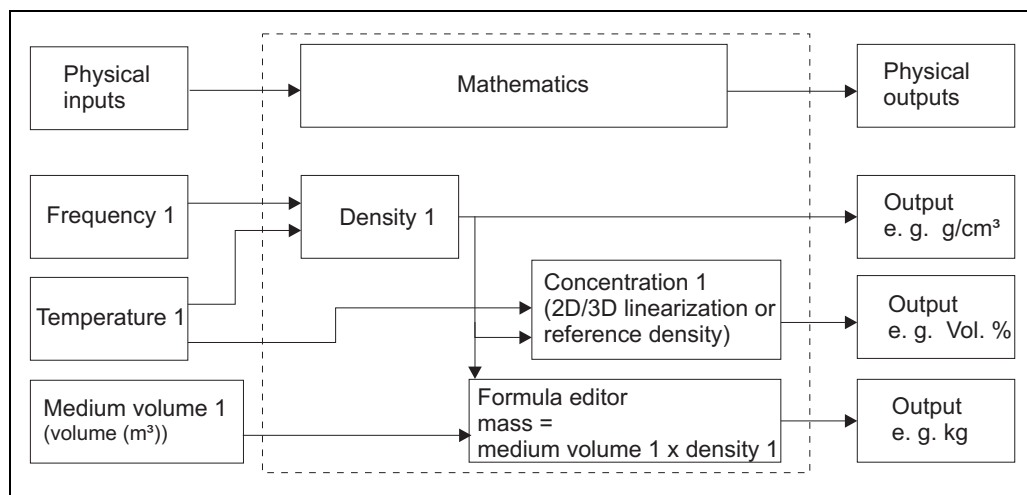 Physical
inputs
Mathematics
Physical
outputs
Frequency 1
Density 1
Output
e. g. g/cm³
Temperature 1
Concentration 1
(2D/3D linearization or
reference density)
Output
e. g. Vol. %
Medium volume 1
(volume (m³))
Formula editor
mass =
medium volume 1 x density 1
Output
e. g. kg